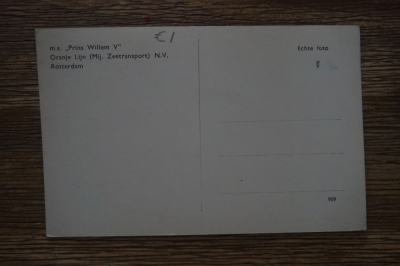 €1
m.s. „Prins Willem V"
Oranje Lijn (Mij. Zeetransport) N.V.
Rotterdam
Echte foto
909